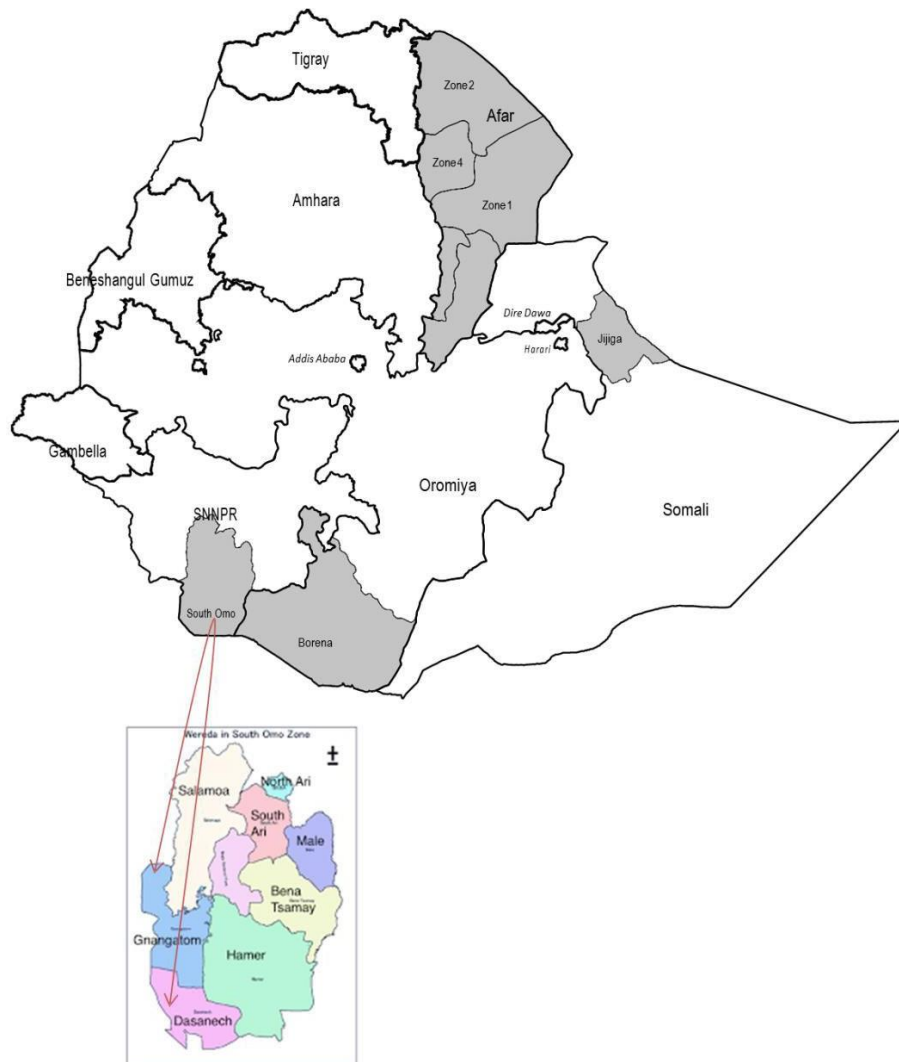 Tigray
Zone2
Afar
Zone4
Amhara
Zone1
Beneshangul Gumuz
Dire Dawa
Jijiga
Harari
Addis Ababa
Gambella
Oromiya
Somali
SNNPR
South Omo
Borena
Wereda in South Omo Zone
North Ari
Salamoa
South
Ari
Male
Bena
Tsamay
Gnangatom
Hamer
Dasanech